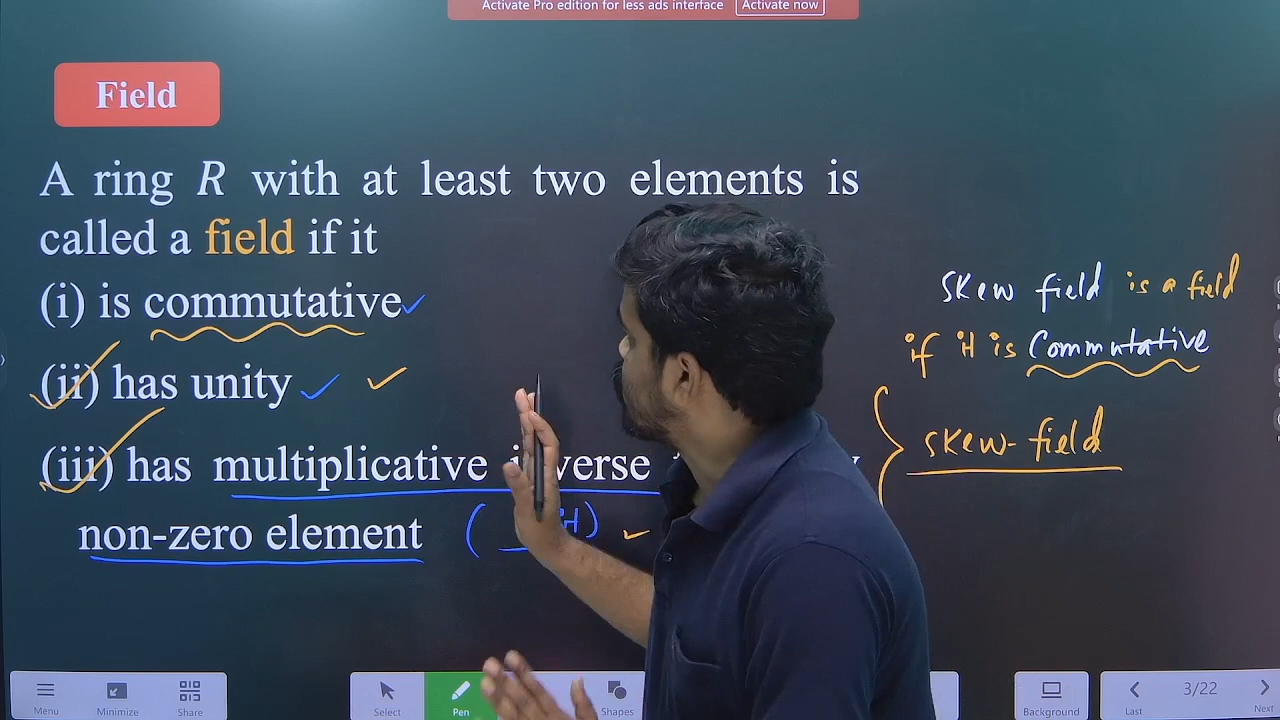 Activate Pro edition for less ads interface Activate now
Field
A ring R with at least two elements is
called a field if it
(i) is commutative
(ii) has unity
(iii) has multiplicative inverse
non-zero element
skew field is a field
if it is Commutative
skew-field
Menu Minimize Share Select Pen Shapes Background Last 3/22 Next